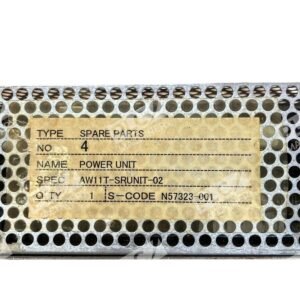 TYPE SPARE PARTS
NO. 4
NAME POWER UNIT
SPEC. AW11T-SRUNIT-02
Q'TY 1 S-CODE N57323-001